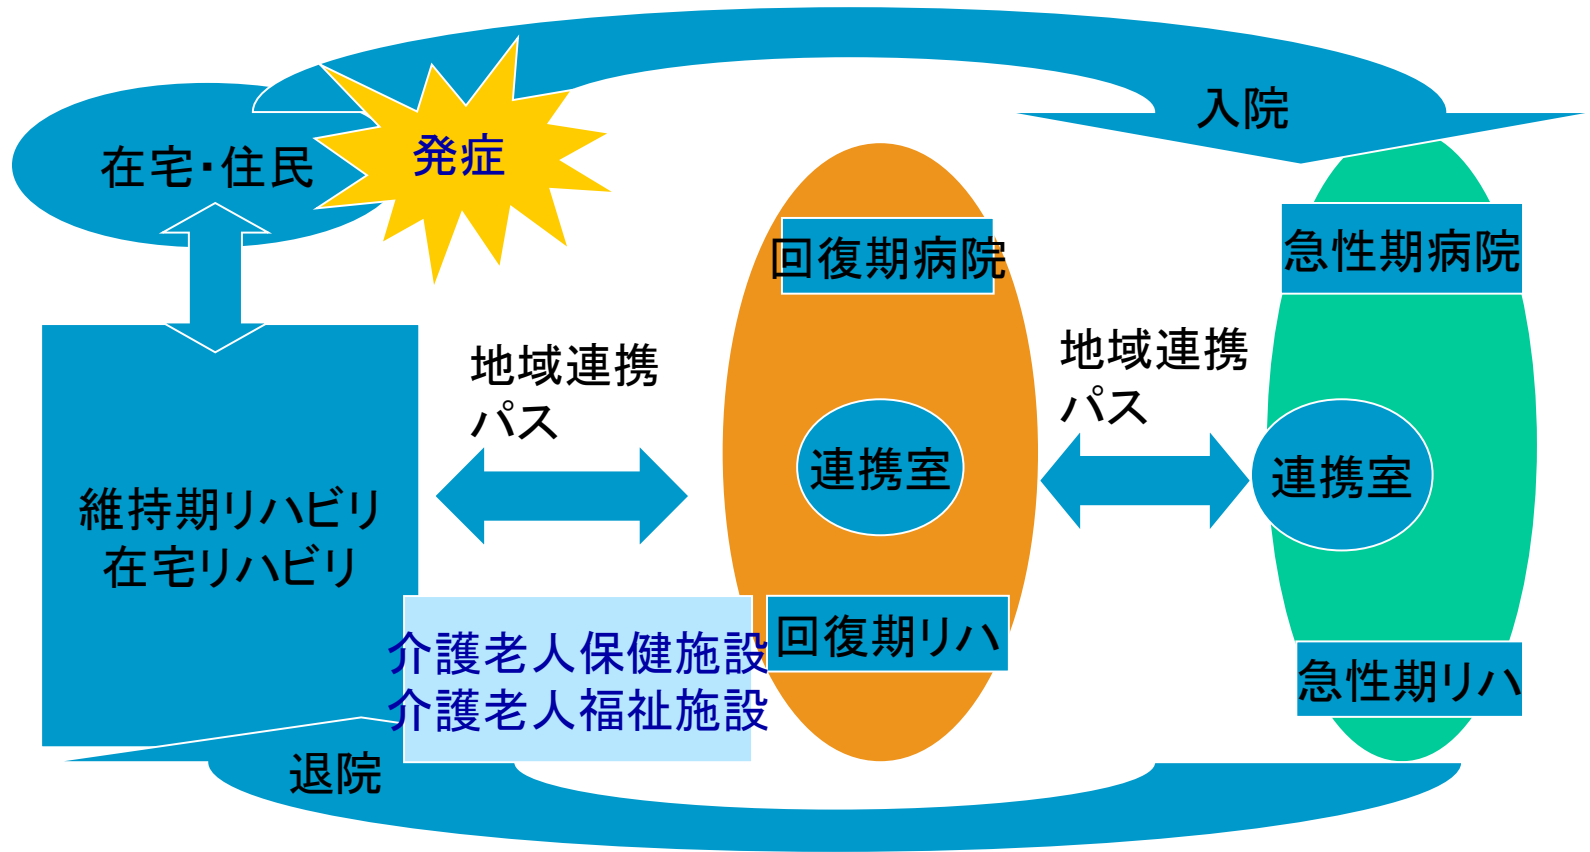 入院
在宅・住民
発症
回復期病院
急性期病院
地域連携
パス
地域連携
パス
連携室
連携室
維持期リハビリ
在宅リハビリ
介護老人保健施設
介護老人福祉施設
回復期リハ
急性期リハ
退院